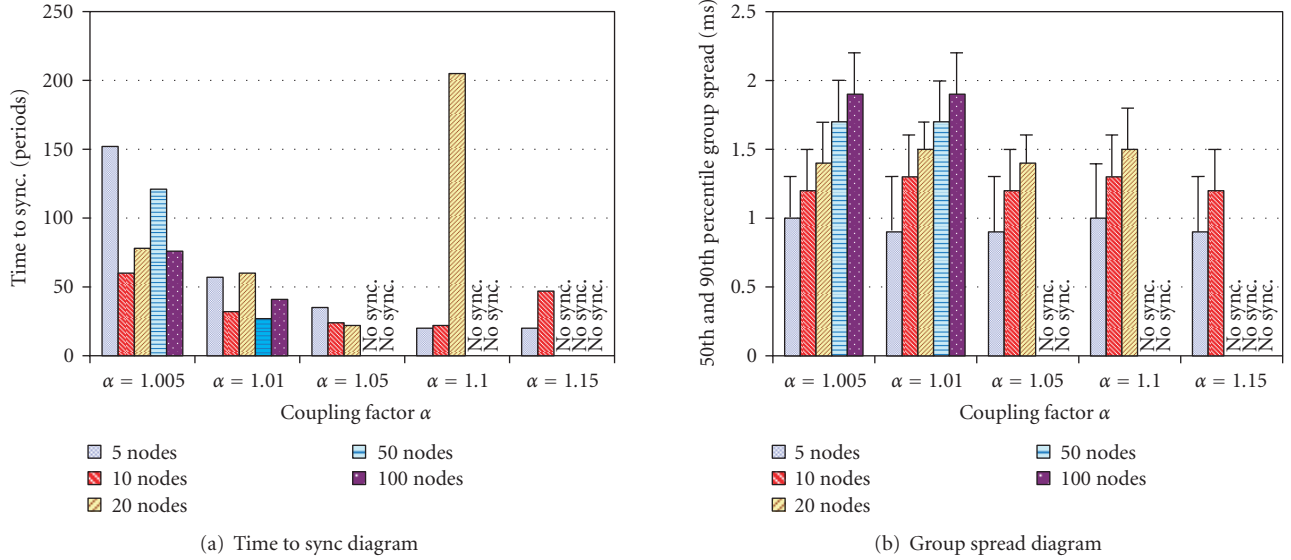 Time to sync. (periods)
250
200
150
100
50
0
No sync.
No sync.
No sync.
No sync.
No sync.
No sync.
No sync.
α = 1.005
α = 1.01
α = 1.05
α = 1.1
α = 1.15
Coupling factor α
5 nodes
10 nodes
20 nodes
50 nodes
100 nodes
(a) Time to sync diagram
50th and 90th percentile group spread (ms)
2.5
2
1.5
1
0.5
0
No sync.
No sync.
No sync.
No sync.
No sync.
No sync.
No sync.
α = 1.005
α = 1.01
α = 1.05
α = 1.1
α = 1.15
Coupling factor α
5 nodes
10 nodes
20 nodes
50 nodes
100 nodes
(b) Group spread diagram